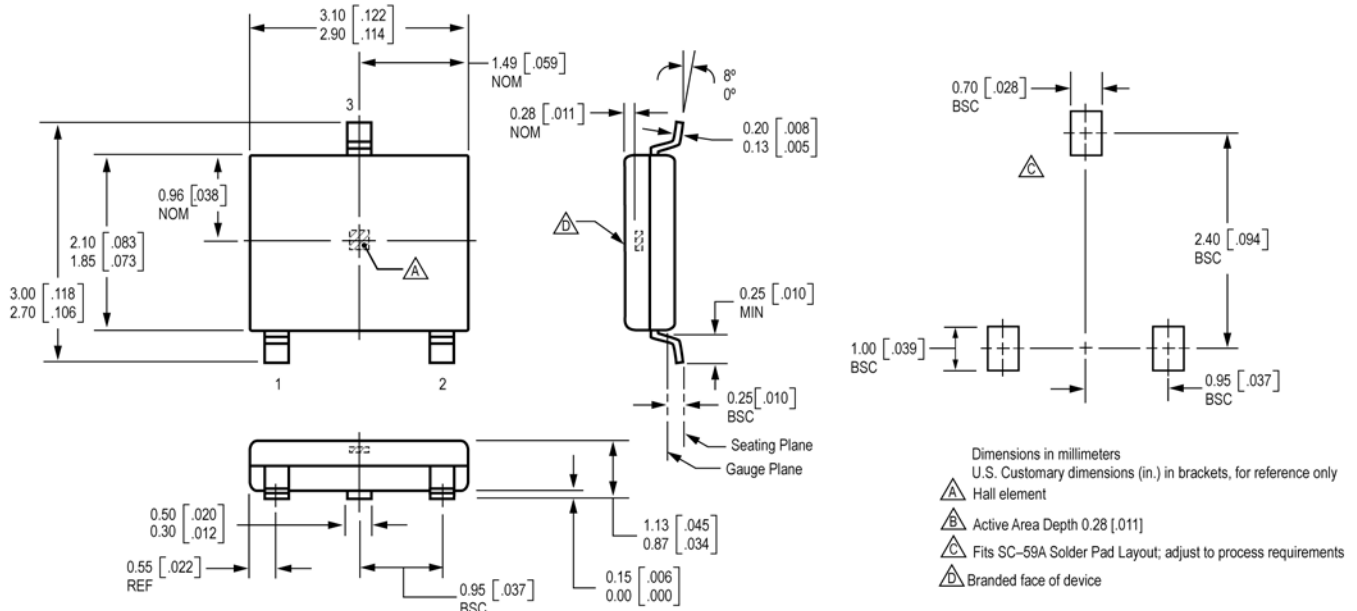 3.10 [.122
2.90 .114]
1.49 [.059]
NOM
3
0.96 [.038]
NOM
2.10 [.083
1.85 .073]
3.00 [.118
2.70 .106]
A
1
2
8º
0º
0.28 [.011]
NOM
0.20 [.008
0.13 .005]
D
0.25 [.010]
MIN
0.25 [.010]
BSC
Seating Plane
Gauge Plane
0.50 [.020
0.30 .012]
0.55 [.022]
REF
0.95 [.037]
BSC
1.13 [.045
0.87 .034]
0.15 [.006
0.00 .000]
0.70 [.028]
BSC
C
2.40 [.094]
BSC
1.00 [.039]
BSC
0.95 [.037]
BSC
Dimensions in millimeters
U.S. Customary dimensions (in.) in brackets, for reference only
A Hall element
B Active Area Depth 0.28 [.011]
C Fits SC–59A Solder Pad Layout; adjust to process requirements
D Branded face of device